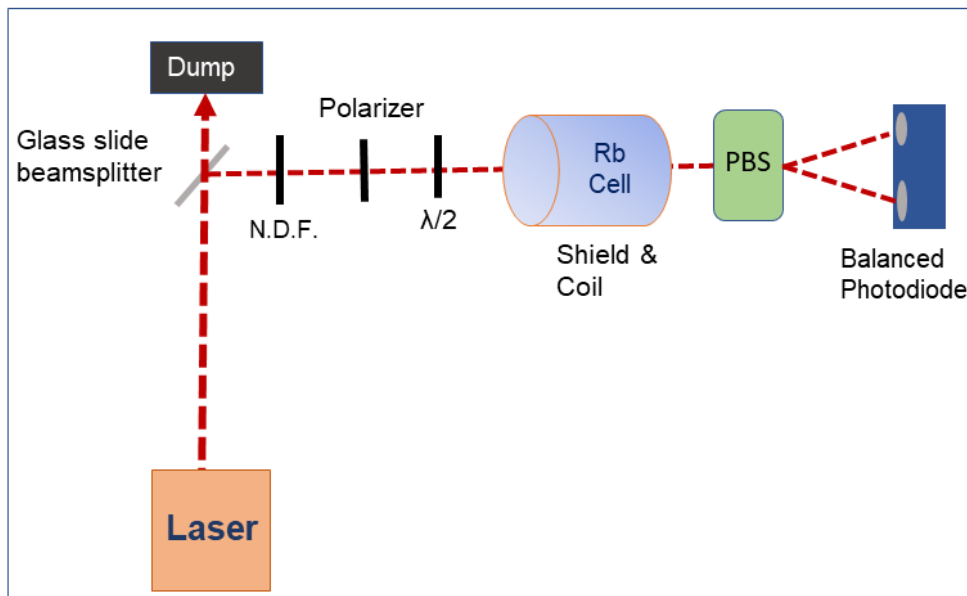 Dump
Polarizer
Glass slide
beamsplitter
Rb
Cell
PBS
N.D.F.
λ/2
Shield &
Coil
Balanced
Photodiode
Laser